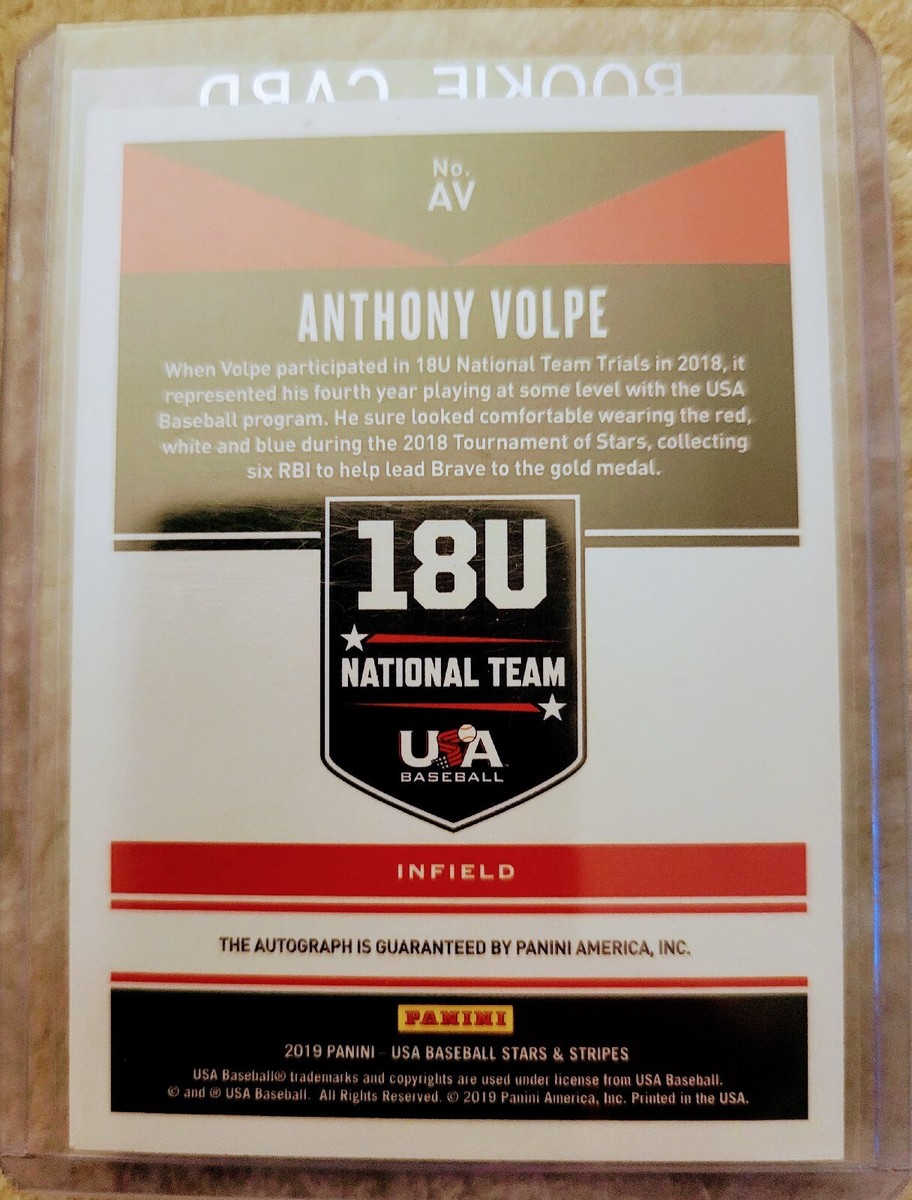 ROOKIE CARD
No.
AV
ANTHONY VOLPE
When Volpe participated in 18U National Team Trials in 2018, it
represented his fourth year playing at some level with the USA
Baseball program. He sure looked comfortable wearing the red,
white and blue during the 2018 Tournament of Stars, collecting
six RBI to help lead Brave to the gold medal.
18U
NATIONAL TEAM
USA
BASEBALL
INFIELD
THE AUTOGRAPH IS GUARANTEED BY PANINI AMERICA, INC.
PANINI
2019 PANINI - USA BASEBALL STARS & STRIPES
USA Baseball® trademarks and copyrights are used under license from USA Baseball.
© and ® USA Baseball. All Rights Reserved. © 2019 Panini America, Inc. Printed in the USA.